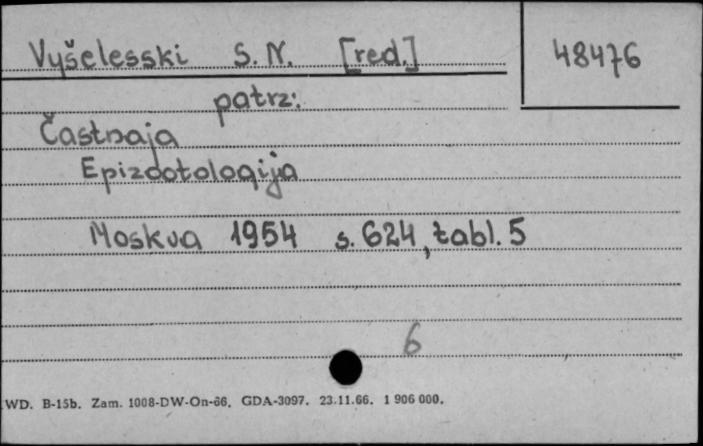 Vyšelesski S. N. [red.]
48476
patrz:
Častnaja
Epizootologija
Moskva 1954 s. 624, tabl. 5
6
WD. B-15b. Zam. 1008-DW-On-66. GDA-3097. 23.11.66. 1 906 000.